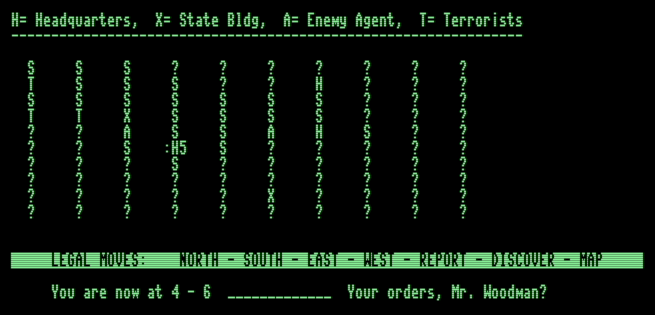 H= Headquarters,  X= State Bldg,  A= Enemy Agent,  T= Terrorists
----------------------------------------------------------------
S     S     S     ?     ?     ?     ?     ?     ?     ?
T     S     S     S     ?     ?     H     ?     ?     ?
S     S     S     S     S     S     S     ?     ?     ?
T     T     X     S     S     S     S     ?     ?     ?
?     ?     A     S     S     A     H     S     ?     ?
?     ?     S    :H5    S     ?     ?     ?     ?     ?
?     ?     ?     S     ?     ?     ?     ?     ?     ?
?     ?     ?     ?     ?     ?     ?     ?     ?     ?
?     ?     ?     ?     ?     X     ?     ?     ?     ?
?     ?     ?     ?     ?     ?     ?     ?     ?     ?
LEGAL MOVES:    NORTH - SOUTH - EAST - WEST - REPORT - DISCOVER - MAP
You are now at 4 - 6  _____________  Your orders, Mr. Woodman?